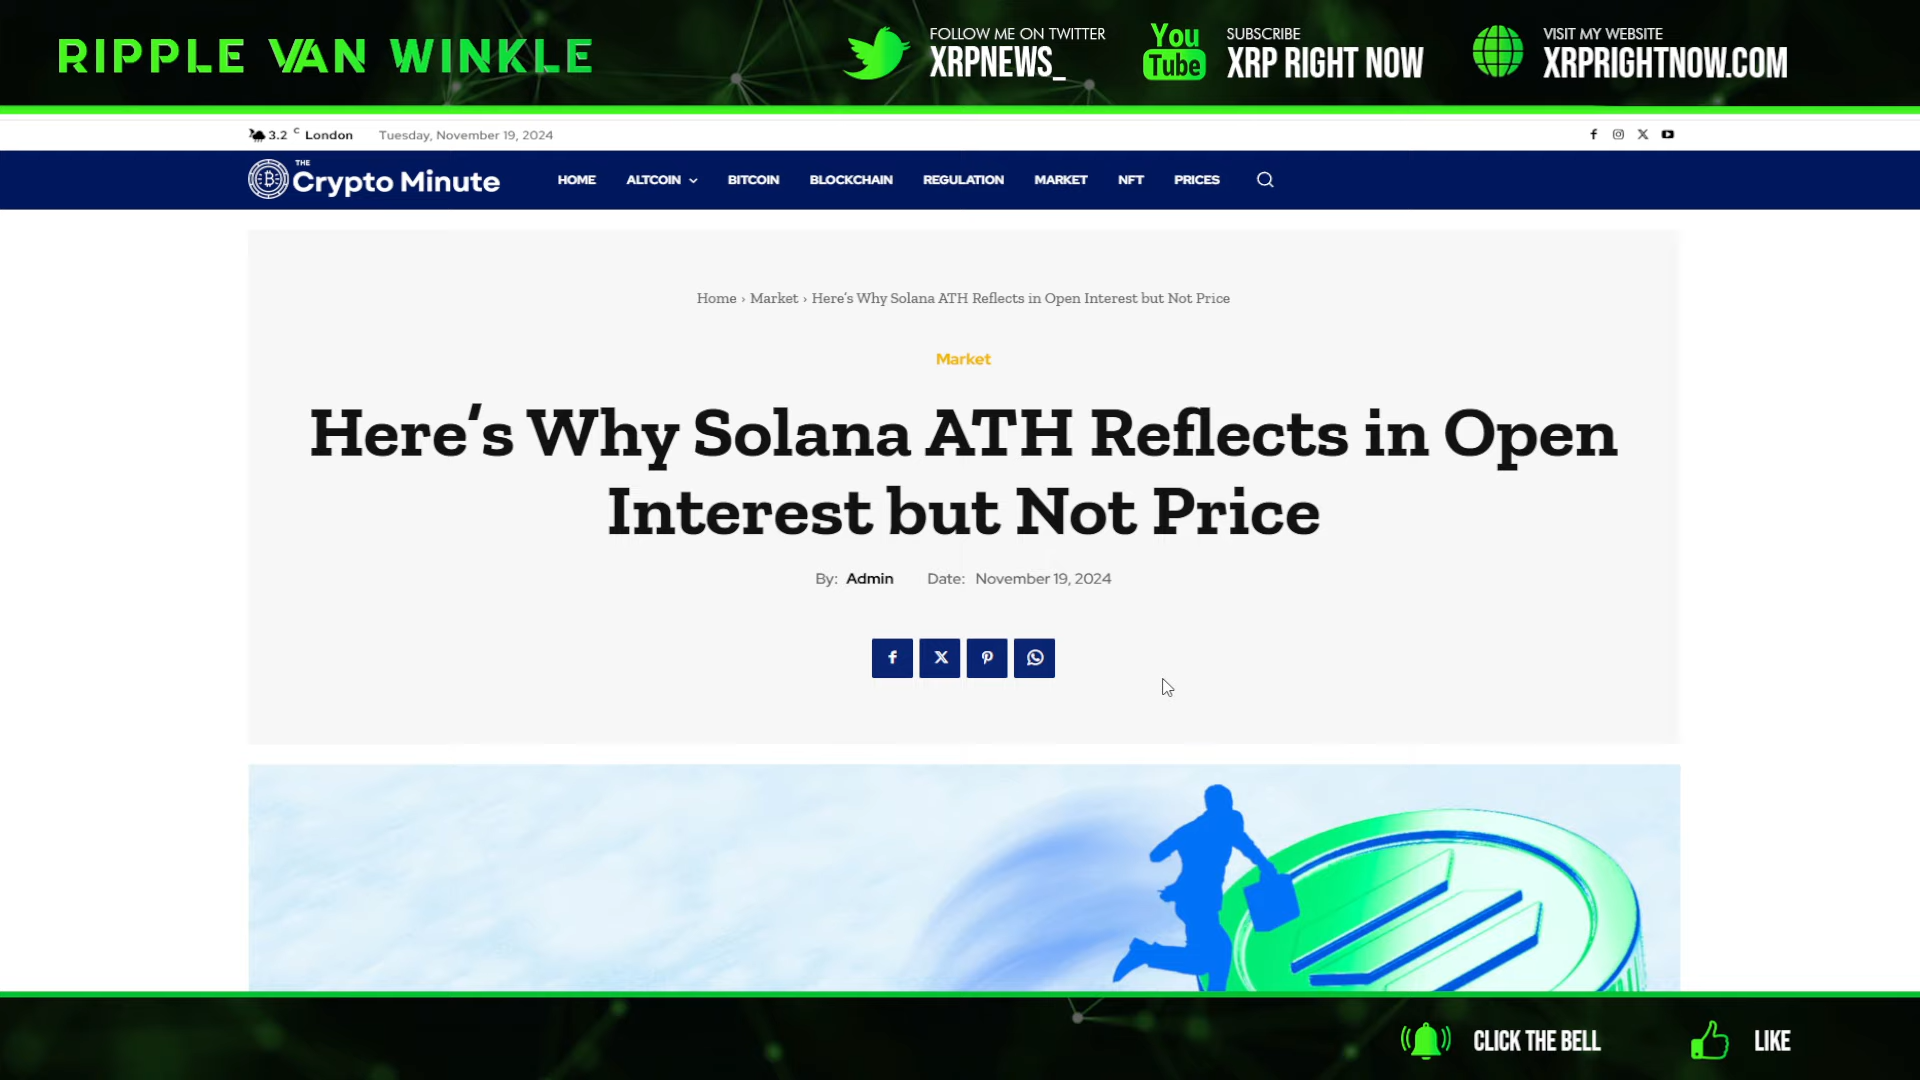 RIPPLE VAN WINKLE
FOLLOW ME ON TWITTER
XRPNEWS_
You
Tube
SUBSCRIBE
XRP RIGHT NOW
VISIT MY WEBSITE
XRPRIGHTNOW.COM
3.2 C London Tuesday, November 19, 2024
THE
Crypto Minute
HOME ALTCOIN BITCOIN BLOCKCHAIN REGULATION MARKET NFT PRICES
Home › Market › Here's Why Solana ATH Reflects in Open Interest but Not Price
Market
Here's Why Solana ATH Reflects in Open
Interest but Not Price
By: Admin Date: November 19, 2024
CLICK THE BELL
LIKE